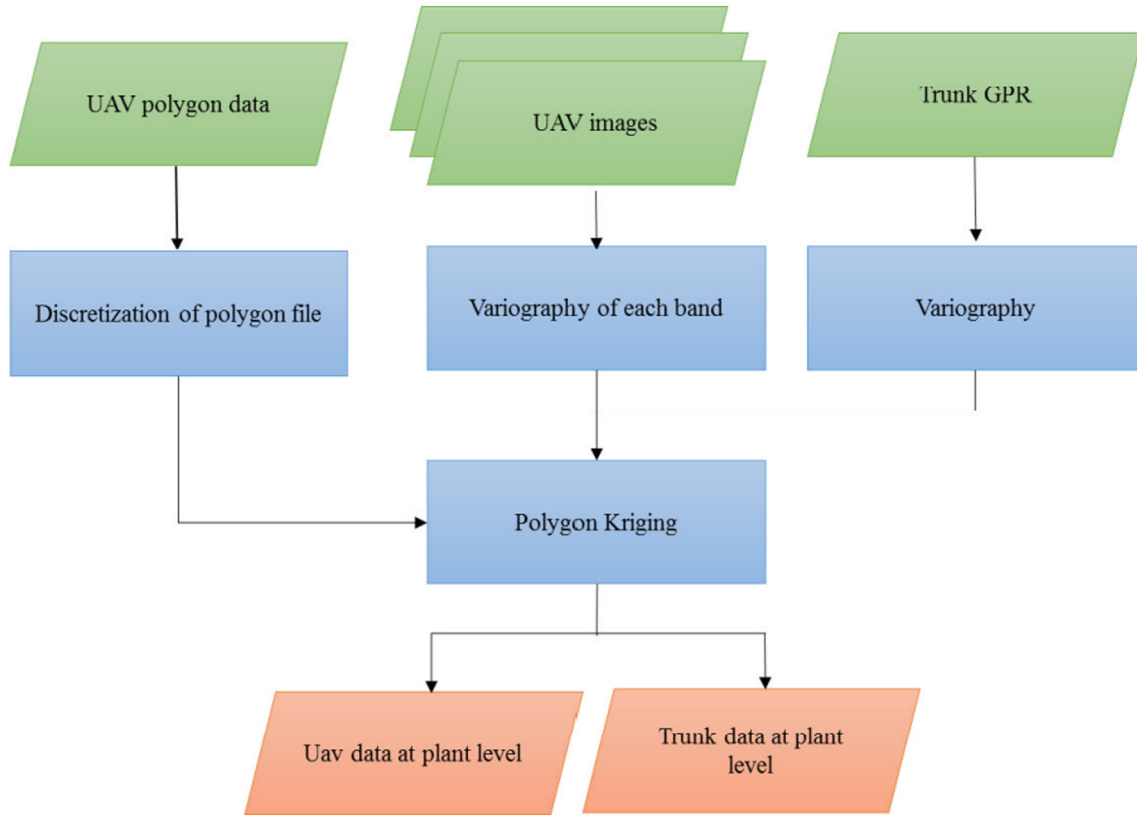 UAV polygon data
UAV images
Trunk GPR
Discretization of polygon file
Variography of each band
Variography
Polygon Kriging
Uav data at plant level
Trunk data at plant
level